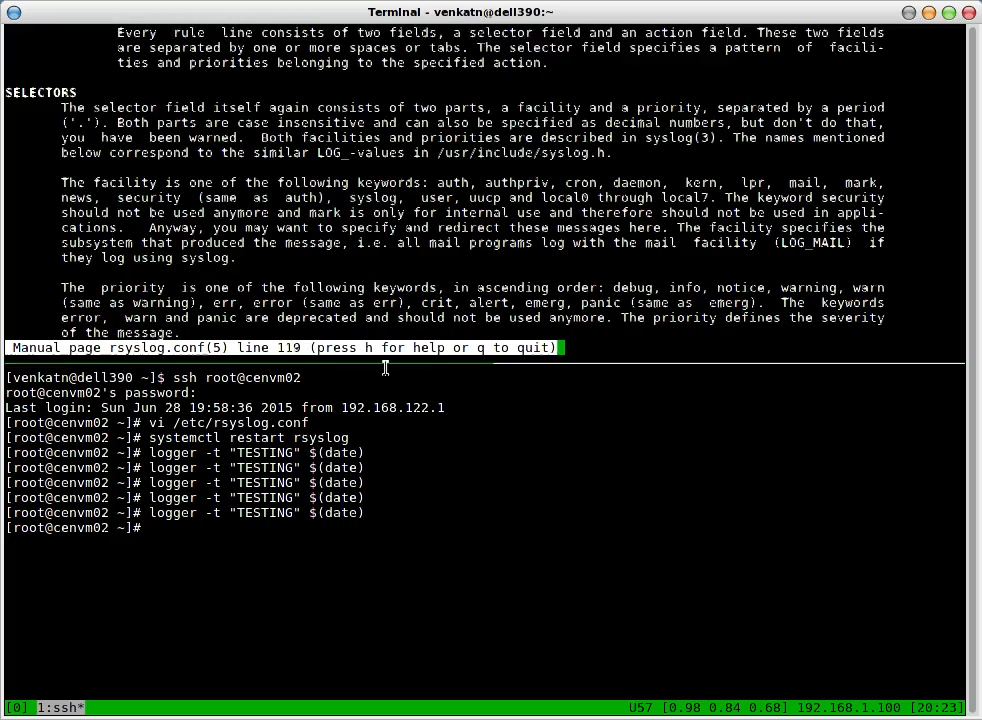 Terminal - venkatn@dell390:~
Every  rule  line consists of two fields, a selector field and an action field. These two fields
are separated by one or more spaces or tabs. The selector field specifies a pattern  of  facili-
ties and priorities belonging to the specified action.
SELECTORS
The selector field itself again consists of two parts, a facility and a priority, separated by a period
('.'). Both parts are case insensitive and can also be specified as decimal numbers, but don't do that,
you  have  been warned.  Both facilities and priorities are described in syslog(3). The names mentioned
below correspond to the similar LOG_-values in /usr/include/syslog.h.
The facility is one of the following keywords: auth, authpriv, cron, daemon,  kern,  lpr,  mail,  mark,
news,  security  (same  as  auth),  syslog,  user, uucp and local0 through local7. The keyword security
should not be used anymore and mark is only for internal use and therefore should not be used in appli-
cations.   Anyway, you may want to specify and redirect these messages here. The facility specifies the
subsystem that produced the message, i.e. all mail programs log with the mail  facility  (LOG_MAIL)  if
they log using syslog.
The  priority  is one of the following keywords, in ascending order: debug, info, notice, warning, warn
(same as warning), err, error (same as err), crit, alert, emerg, panic (same as  emerg).  The  keywords
error,  warn and panic are deprecated and should not be used anymore. The priority defines the severity
of the message.
Manual page rsyslog.conf(5) line 119 (press h for help or q to quit)
[venkatn@dell390 ~]$ ssh root@cenvm02
root@cenvm02's password:
Last login: Sun Jun 28 19:58:36 2015 from 192.168.122.1
[root@cenvm02 ~]# vi /etc/rsyslog.conf
[root@cenvm02 ~]# systemctl restart rsyslog
[root@cenvm02 ~]# logger -t "TESTING" $(date)
[root@cenvm02 ~]# logger -t "TESTING" $(date)
[root@cenvm02 ~]# logger -t "TESTING" $(date)
[root@cenvm02 ~]# logger -t "TESTING" $(date)
[root@cenvm02 ~]# logger -t "TESTING" $(date)
[root@cenvm02 ~]#
[0] 1:ssh* U57 [0.98 0.84 0.68] 192.168.1.100 [20:23]